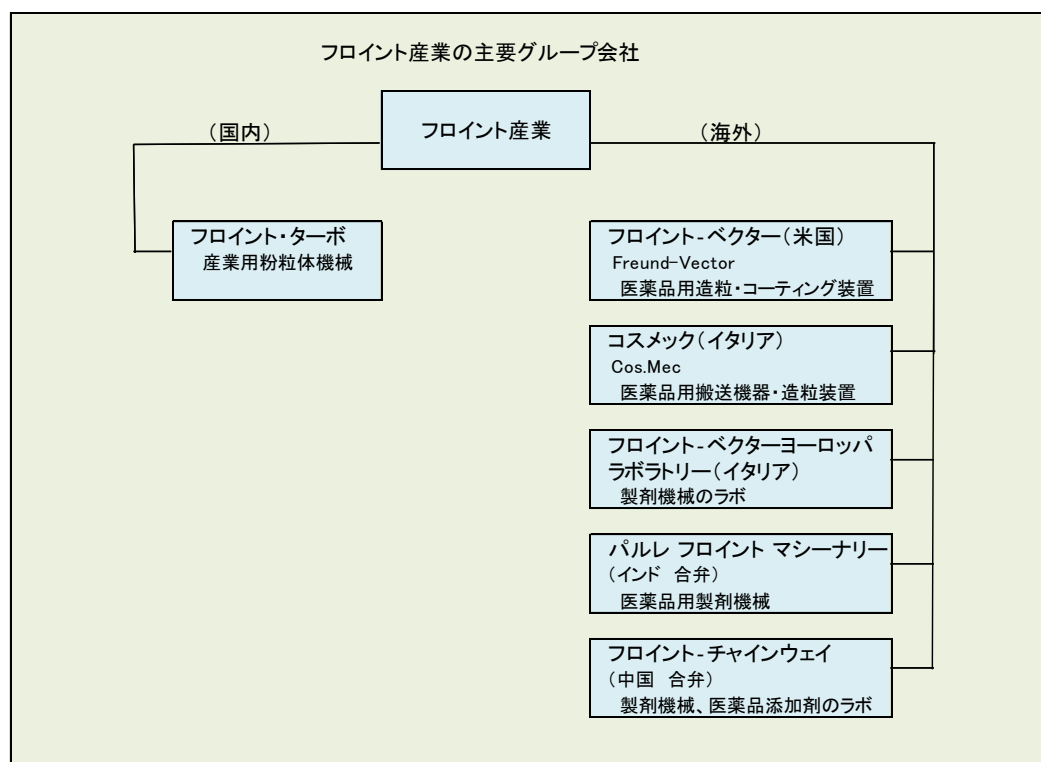 フロイント産業の主要グループ会社
フロイント産業
（国内）
（海外）
フロイント・ターボ
産業用粉粒体機械
フロイント-ベクター（米国）
Freund-Vector
医薬品用造粒・コーティング装置
コスメック（イタリア）
Cos.Mec
医薬品用搬送機器・造粒装置
フロイント-ベクターヨーロッパ
ラボラトリー（イタリア）
製剤機械のラボ
パルレ フロイント マシーナリー
（インド　合弁）
医薬品用製剤機械
フロイント-チャインウェイ
（中国　合弁）
製剤機械、医薬品添加剤のラボ